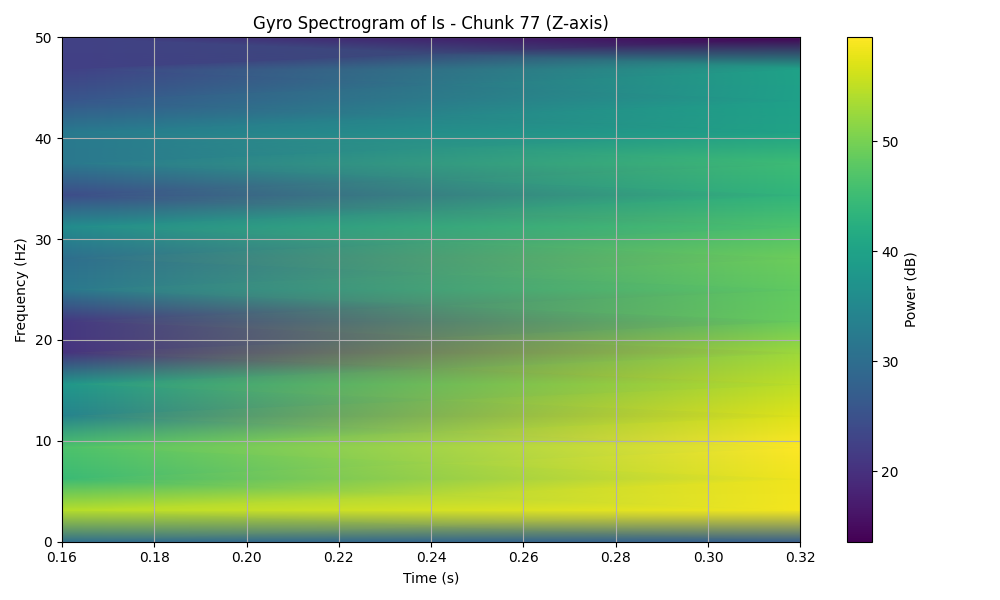 Gyro Spectrogram of Is - Chunk 77 (Z-axis)
50
40
30
20
10
0
Frequency (Hz)
0.16 0.18 0.20 0.22 0.24 0.26 0.28 0.30 0.32
Time (s)
50
40
30
20
Power (dB)